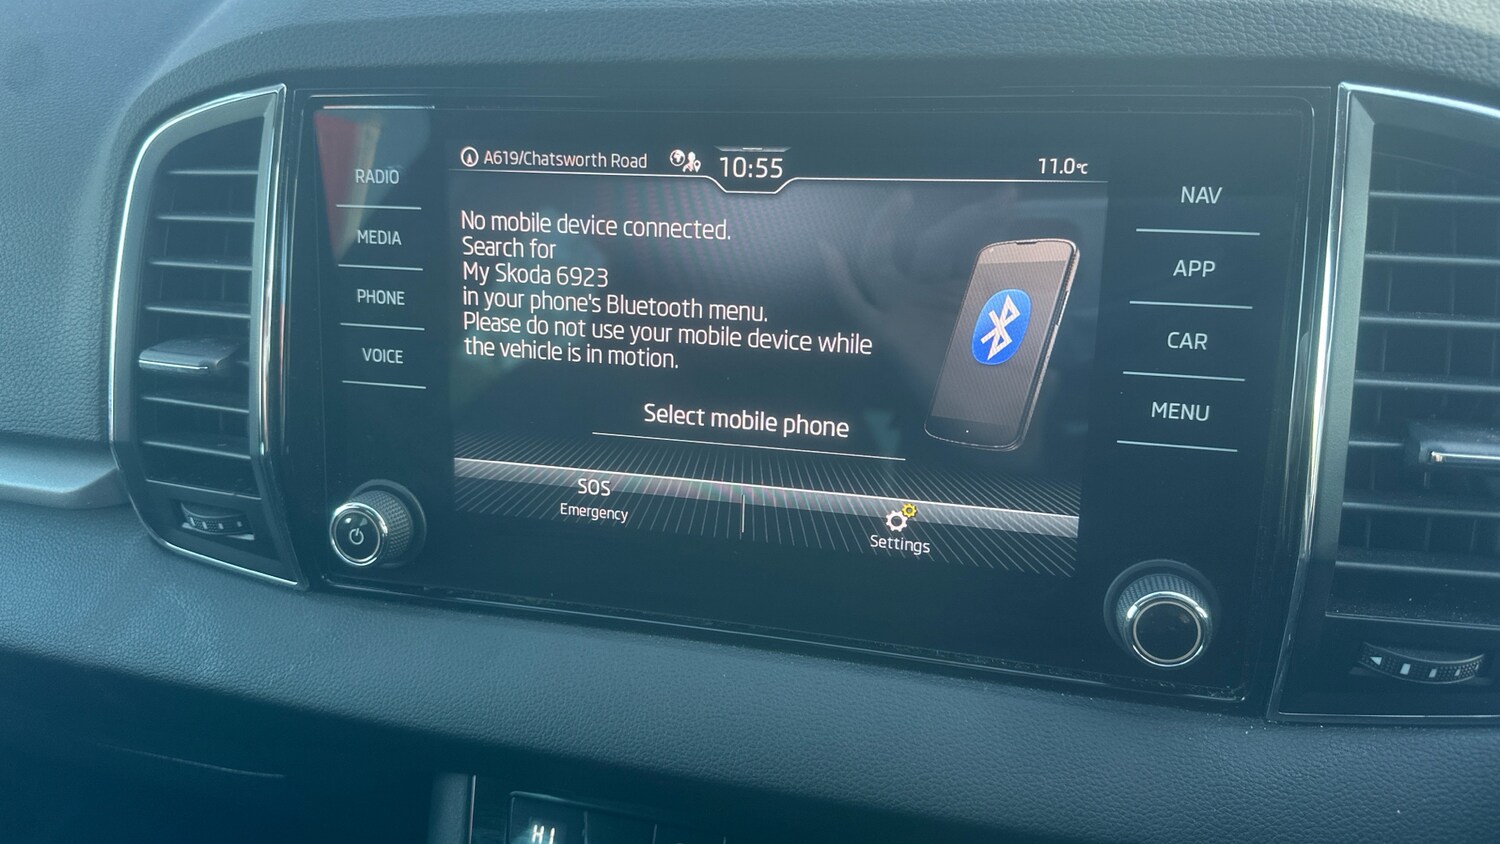 A619/Chatsworth Road
10:55
11.0°C
RADIO
MEDIA
PHONE
VOICE
No mobile device connected.
Search for
My Skoda 6923
in your phone's Bluetooth menu.
Please do not use your mobile device while
the vehicle is in motion.
Select mobile phone
SOS
Emergency
Settings
NAV
APP
CAR
MENU
HI